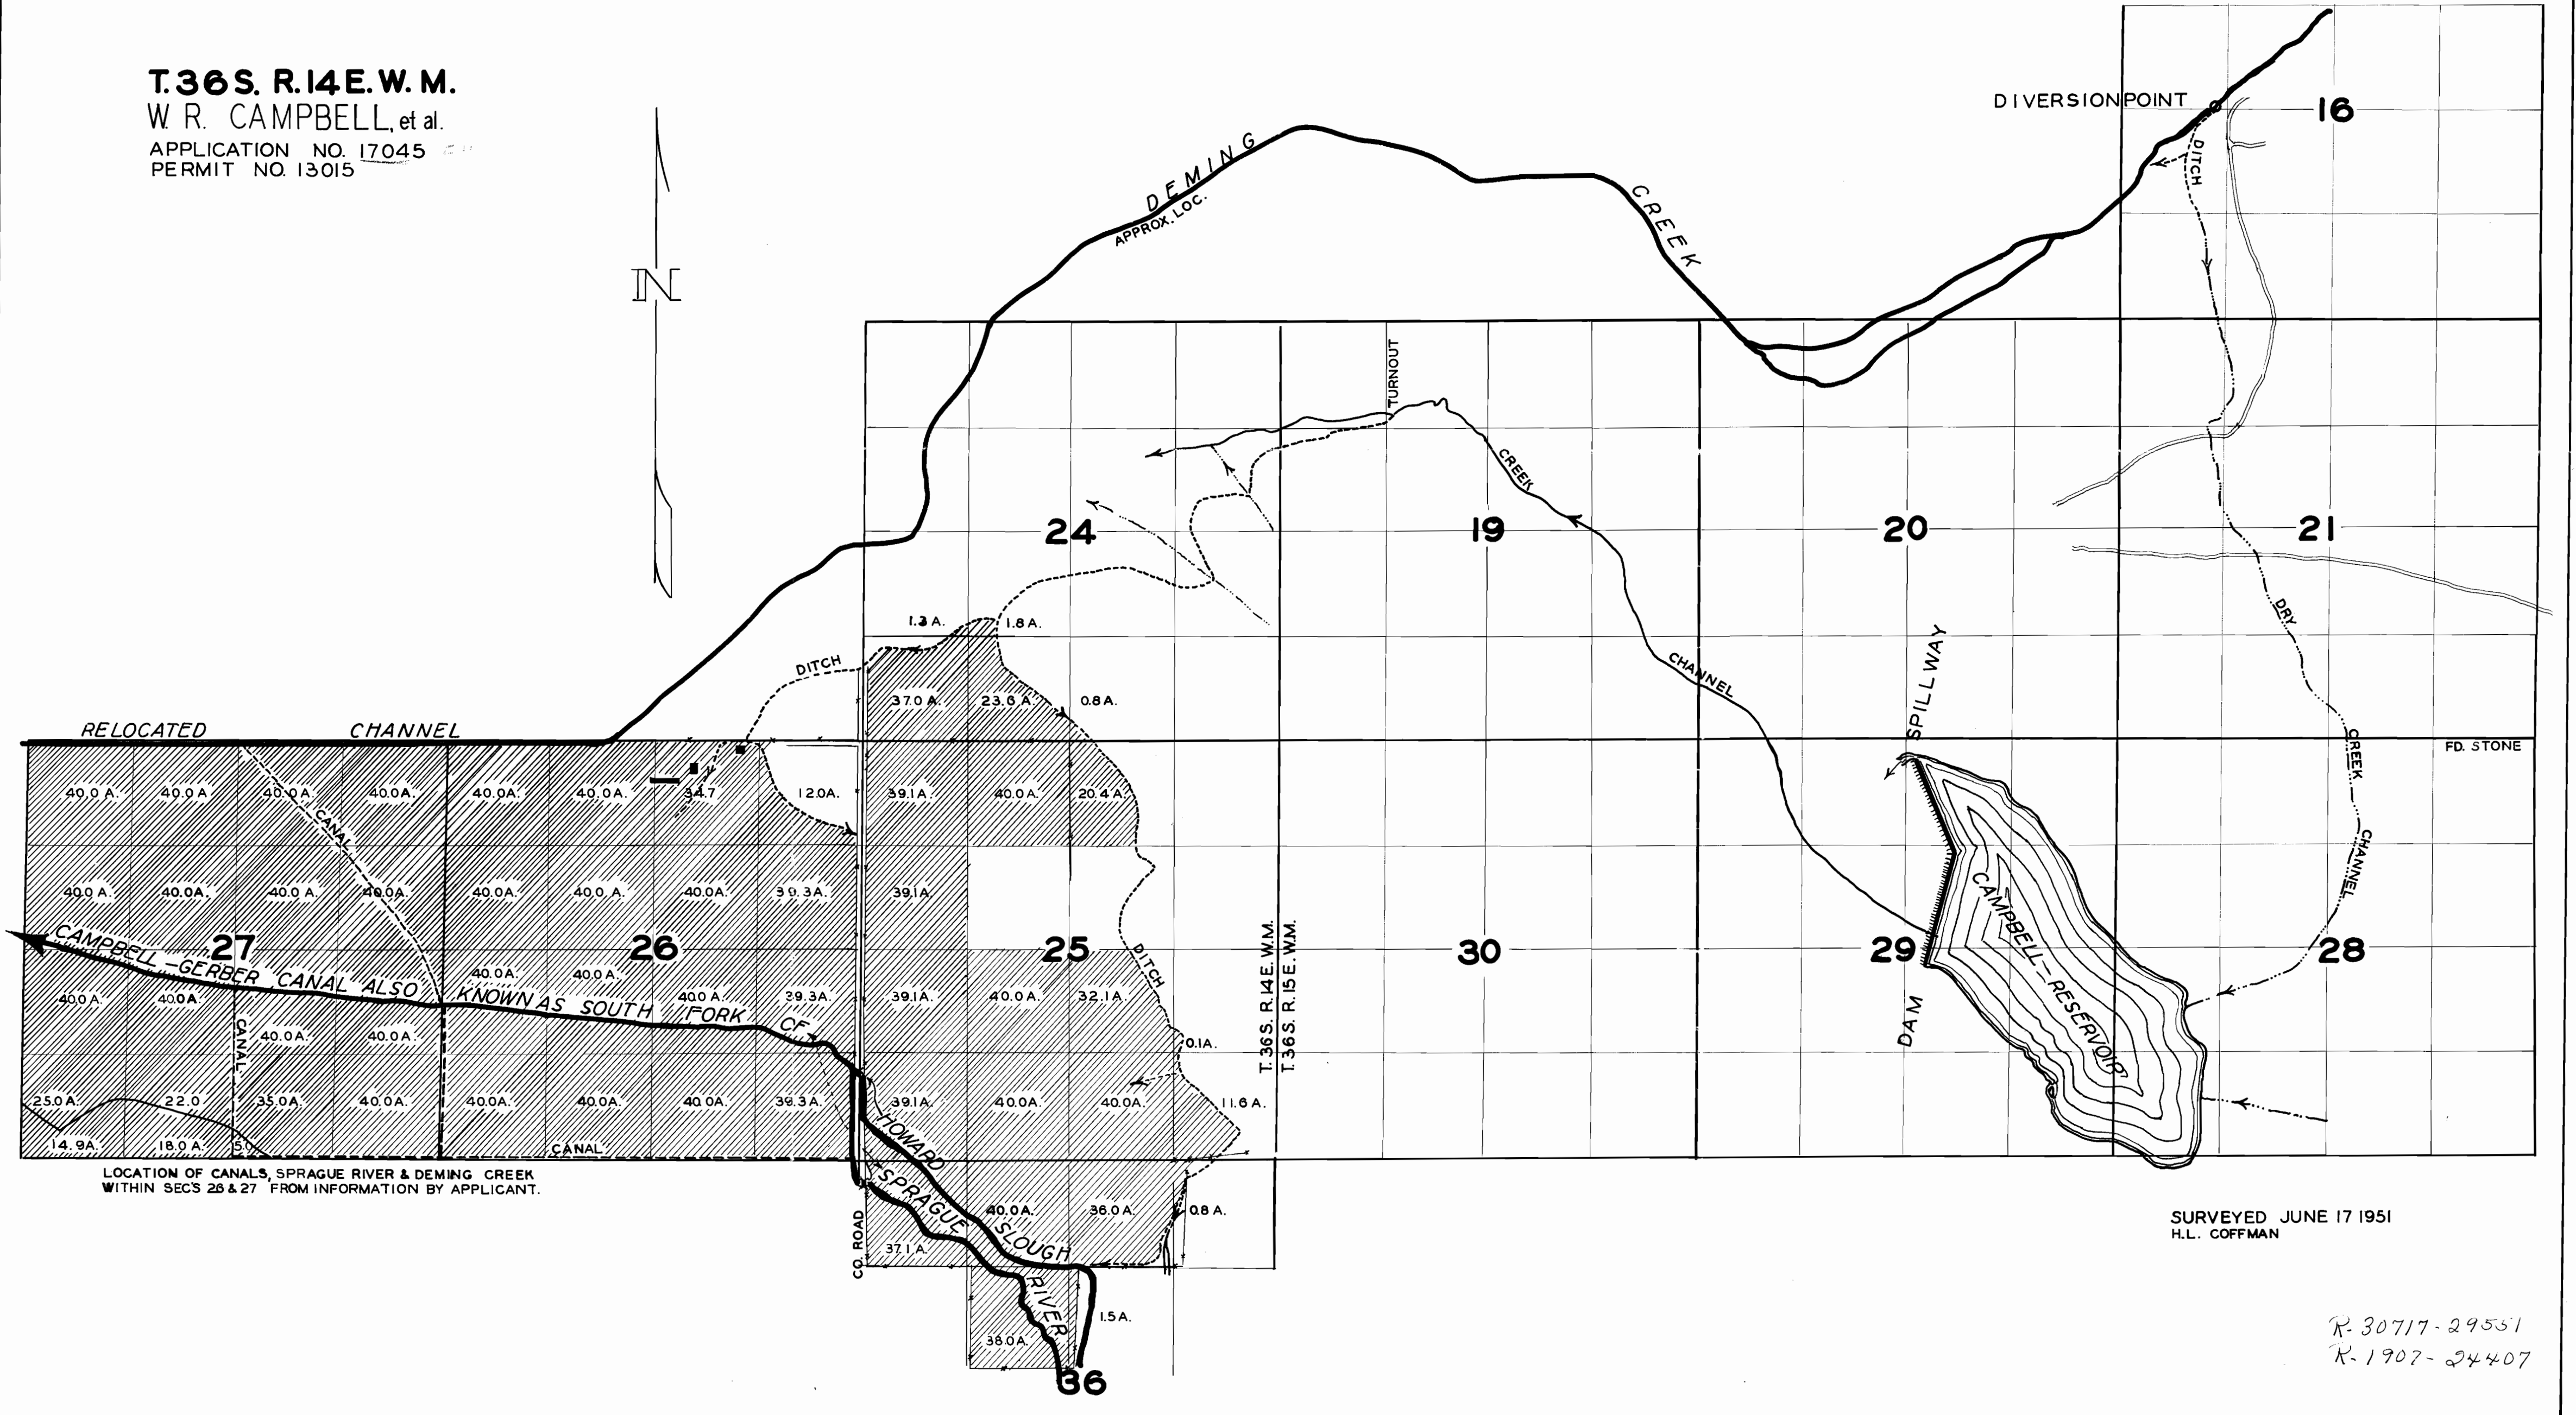 T.36S. R.14E.W.M.
W. R. CAMPBELL, et al.
APPLICATION NO. 17045
PERMIT NO. 13015
N
DEMING CREEK
APPROX. LOC.
DIVERSION POINT
16
DITCH
TURNOUT
CREEK
24
19
20
21
DRY
CHANNEL
SPILLWAY
1.3 A.
1.8 A.
DITCH
37.0 A.
23.6 A.
0.8 A.
RELOCATED CHANNEL
CREEK
FD. STONE
40.0 A.
40.0 A.
40.0 A.
40.0 A.
40.0 A.
40.0 A.
34.7
12.0 A.
39.1 A.
40.0 A.
20.4 A.
CANAL
CHANNEL
40.0 A.
40.0 A.
40.0 A.
40.0 A.
40.0 A.
40.0 A.
40.0 A.
39.3 A.
39.1 A.
27
26
25
30
29
28
CAMPBELL-GERBER CANAL ALSO KNOWN AS SOUTH FORK OF
SPRAGUE RIVER
DITCH
T. 36 S. R. 14 E. W.M.
T. 36 S. R. 15 E. W.M.
CAMPBELL-RESERVOIR
DAM
40.0 A.
40.0 A.
40.0 A.
40.0 A.
40.0 A.
39.3 A.
39.1 A.
40.0 A.
32.1 A.
CANAL
40.0 A.
40.0 A.
0.1 A.
25.0 A.
22.0
35.0 A.
40.0 A.
40.0 A.
40.0 A.
40.0 A.
39.3 A.
39.1 A.
40.0 A.
40.0 A.
11.6 A.
14.9 A.
18.0 A.
5.0
CANAL
HOWARD SLOUGH
LOCATION OF CANALS, SPRAGUE RIVER & DEMING CREEK
WITHIN SEC'S 26 & 27 FROM INFORMATION BY APPLICANT.
CO. ROAD
37.1 A.
40.0 A.
36.0 A.
0.8 A.
38.0 A.
1.5 A.
36
SURVEYED JUNE 17 1951
H.L. COFFMAN
R-30717-29551
R-1907-24407